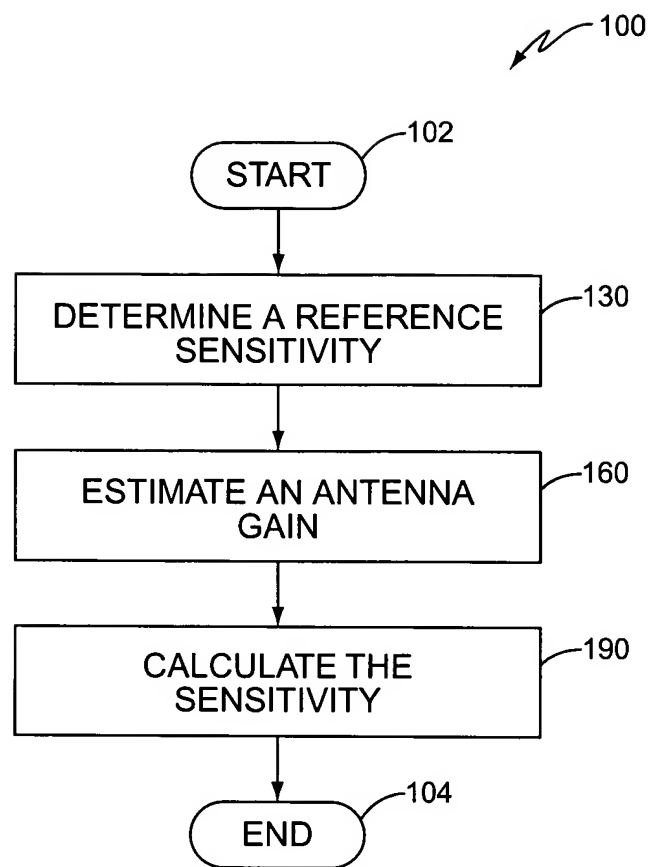 100
102
START
130
DETERMINE A REFERENCE
SENSITIVITY
160
ESTIMATE AN ANTENNA
GAIN
190
CALCULATE THE
SENSITIVITY
104
END